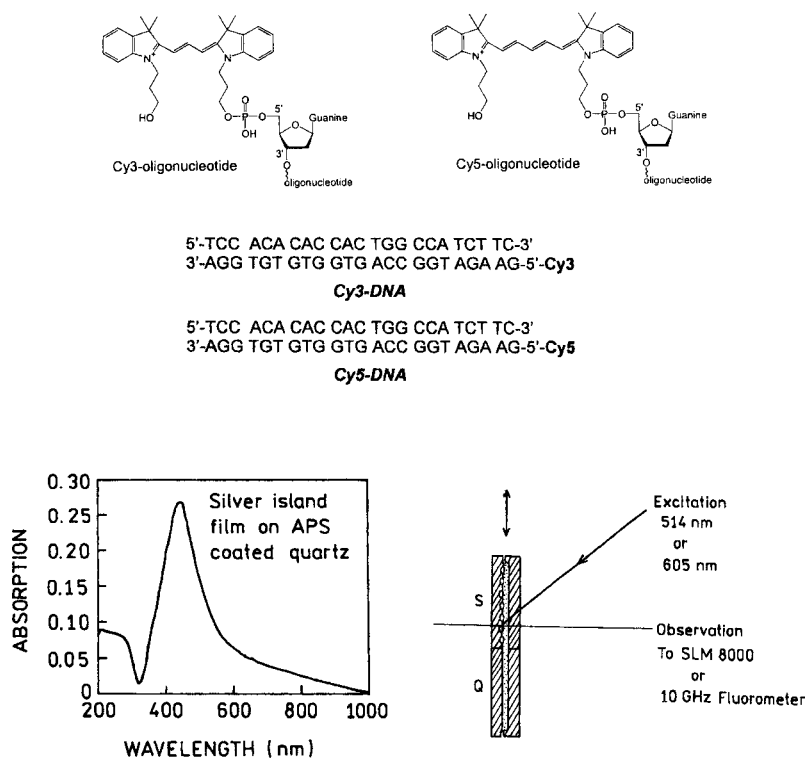 N⁺
N
HO
O
O
P
O
OH
5'
Guanine
O
3'
O
oligonucleotide
Cy3-oligonucleotide
N⁺
N
HO
O
O
P
O
OH
5'
Guanine
O
3'
O
oligonucleotide
Cy5-oligonucleotide
5'-TCC ACA CAC CAC TGG CCA TCT TC-3'
3'-AGG TGT GTG GTG ACC GGT AGA AG-5'-Cy3
Cy3-DNA
5'-TCC ACA CAC CAC TGG CCA TCT TC-3'
3'-AGG TGT GTG GTG ACC GGT AGA AG-5'-Cy5
Cy5-DNA
ABSORPTION
0.30
0.25
0.20
0.15
0.10
0.05
0
Silver island
film on APS
coated quartz
200 400 600 800 1000
WAVELENGTH (nm)
Excitation
514 nm
or
605 nm
S
Q
Observation
To SLM 8000
or
10 GHz Fluorometer